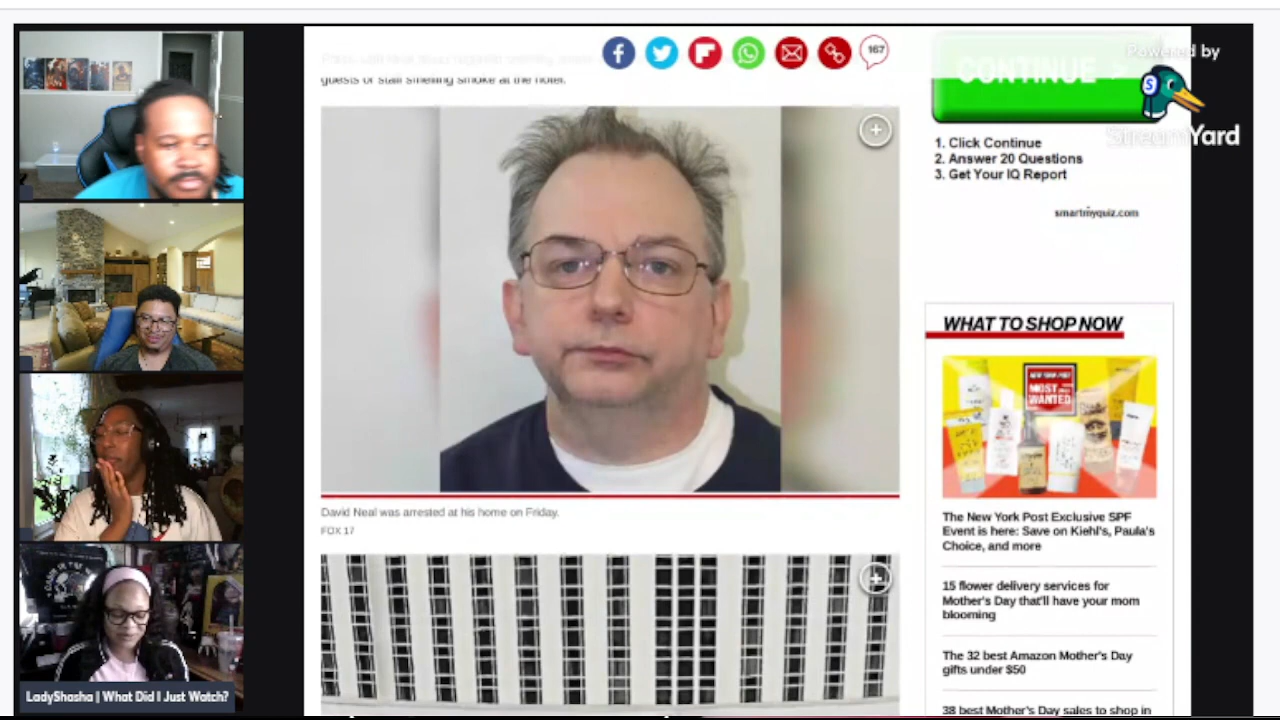 guests or staff smelling smoke at the hotel.
167
CONTINUE
Powered by
StreamYard
1. Click Continue
2. Answer 20 Questions
3. Get Your IQ Report
smartmyquiz.com
David Neal was arrested at his home on Friday.
FOX 17
WHAT TO SHOP NOW
NEW YORK POST
MOST
WANTED
The New York Post Exclusive SPF
Event is here: Save on Kiehl's, Paula's
Choice, and more
15 flower delivery services for
Mother's Day that'll have your mom
blooming
The 32 best Amazon Mother's Day
gifts under $50
38 best Mother's Day sales to shop in
LadyShasha | What Did I Just Watch?